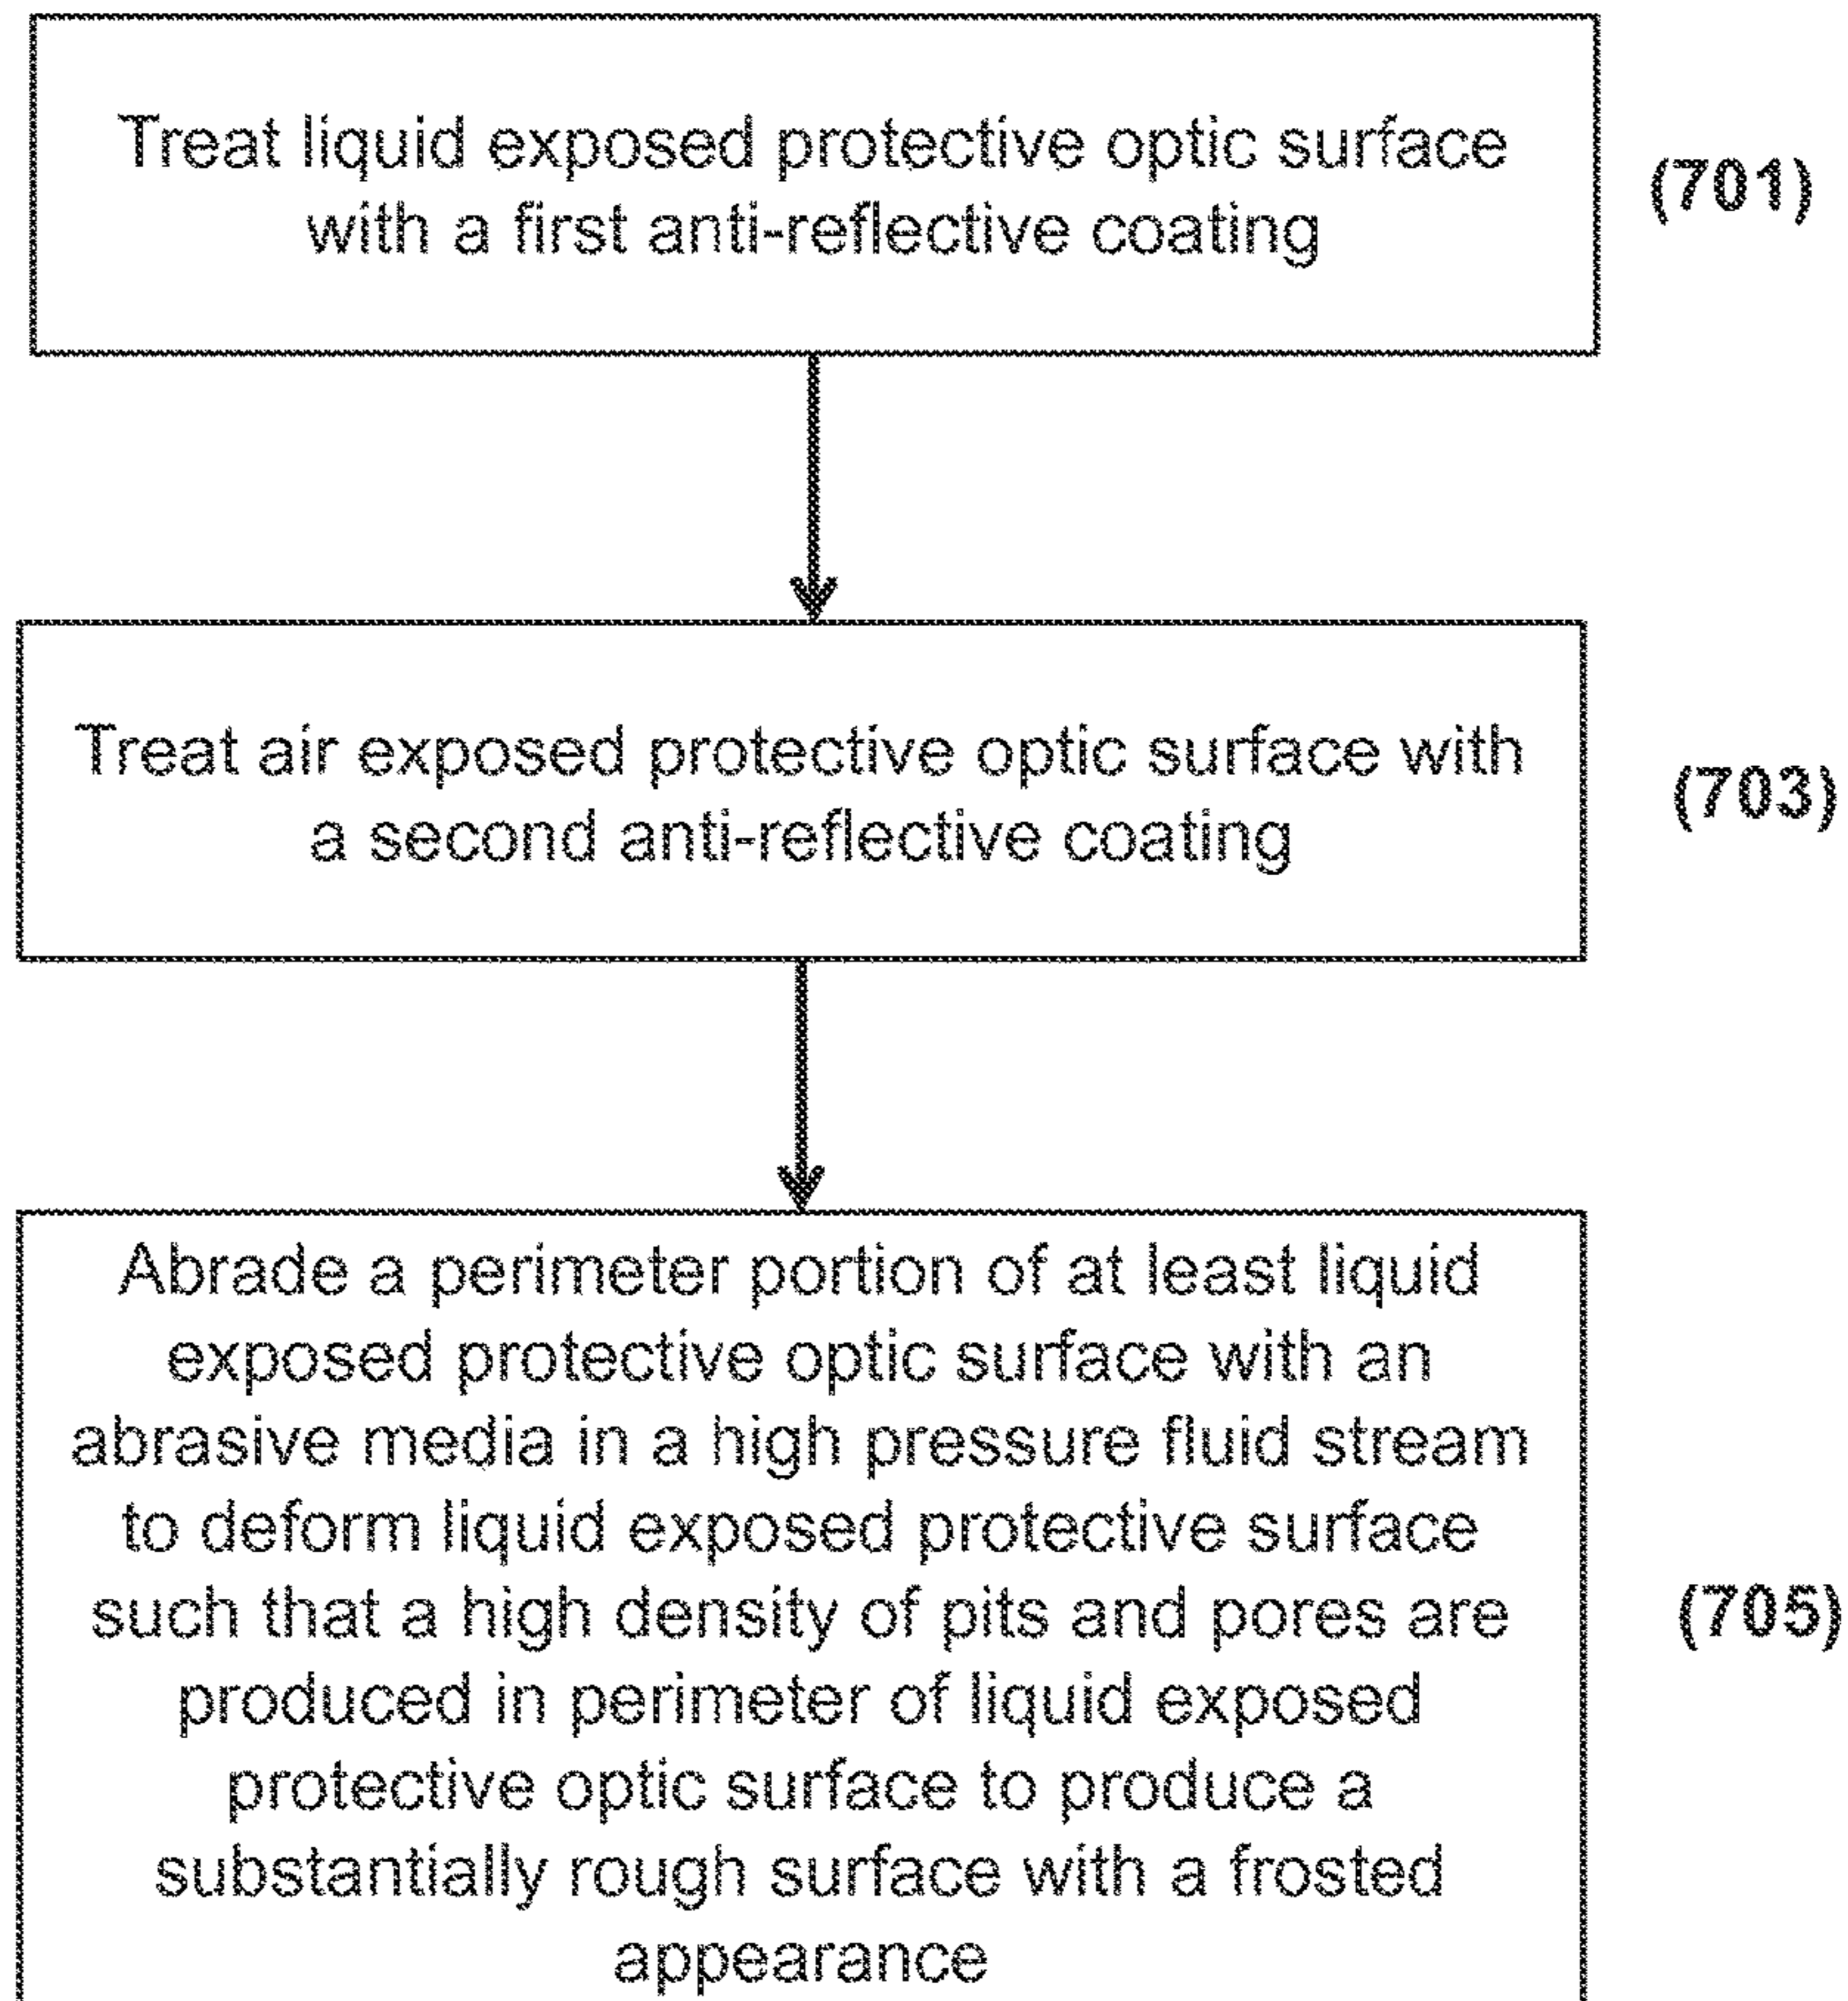 Treat liquid exposed protective optic surface
with a first anti-reflective coating
(701)
Treat air exposed protective optic surface with
a second anti-reflective coating
(703)
Abrade a perimeter portion of at least liquid
exposed protective optic surface with an
abrasive media in a high pressure fluid stream
to deform liquid exposed protective surface
such that a high density of pits and pores are
produced in perimeter of liquid exposed
protective optic surface to produce a
substantially rough surface with a frosted
appearance
(705)